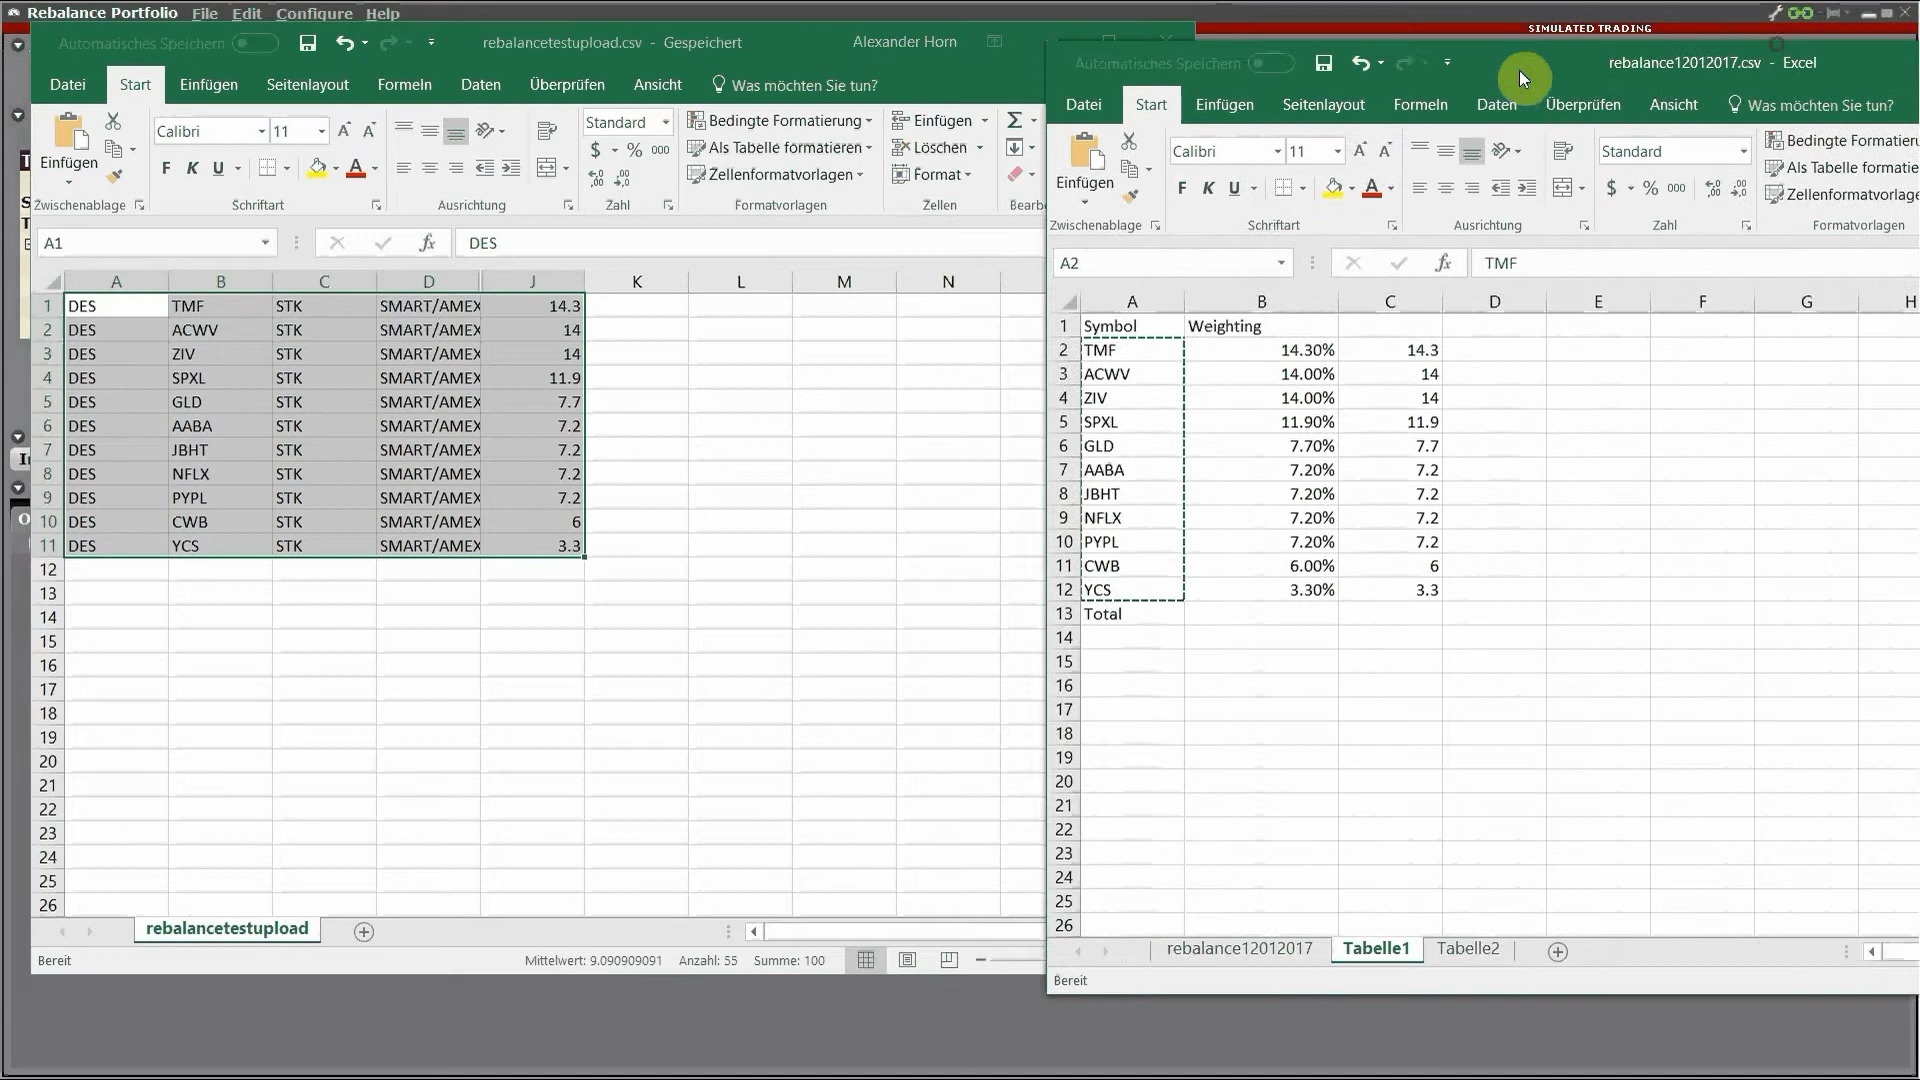 Rebalance Portfolio File Edit Configure Help
SIMULATED TRADING
Automatisches Speichern rebalancetestupload.csv - Gespeichert Alexander Horn
Datei Start Einfügen Seitenlayout Formeln Daten Überprüfen Ansicht Was möchten Sie tun?
Einfügen
Calibri 11
F K U
Standard
$ % 000
Bedingte Formatierung
Als Tabelle formatieren
Zellenformatvorlagen
Einfügen
Löschen
Format
Zwischenablage Schriftart Ausrichtung Zahl Formatvorlagen Zellen Bearbe
A1 fx DES
A B C D J K L M N
1 DES TMF STK SMART/AMEX 14.3
2 DES ACWV STK SMART/AMEX 14
3 DES ZIV STK SMART/AMEX 14
4 DES SPXL STK SMART/AMEX 11.9
5 DES GLD STK SMART/AMEX 7.7
6 DES AABA STK SMART/AMEX 7.2
7 DES JBHT STK SMART/AMEX 7.2
8 DES NFLX STK SMART/AMEX 7.2
9 DES PYPL STK SMART/AMEX 7.2
10 DES CWB STK SMART/AMEX 6
11 DES YCS STK SMART/AMEX 3.3
12
13
14
15
16
17
18
19
20
21
22
23
24
25
26
rebalancetestupload
Bereit Mittelwert: 9.090909091 Anzahl: 55 Summe: 100
Automatisches Speichern rebalance12012017.csv - Excel
Datei Start Einfügen Seitenlayout Formeln Daten Überprüfen Ansicht Was möchten Sie tun?
Einfügen
Calibri 11
F K U
Standard
$ % 000
Bedingte Formatieru
Als Tabelle formatie
Zellenformatvorlage
Zwischenablage Schriftart Ausrichtung Zahl Formatvorlagen
A2 fx TMF
A B C D E F G H
1 Symbol Weighting
2 TMF 14.30% 14.3
3 ACWV 14.00% 14
4 ZIV 14.00% 14
5 SPXL 11.90% 11.9
6 GLD 7.70% 7.7
7 AABA 7.20% 7.2
8 JBHT 7.20% 7.2
9 NFLX 7.20% 7.2
10 PYPL 7.20% 7.2
11 CWB 6.00% 6
12 YCS 3.30% 3.3
13 Total
14
15
16
17
18
19
20
21
22
23
24
25
26
rebalance12012017 Tabelle1 Tabelle2
Bereit